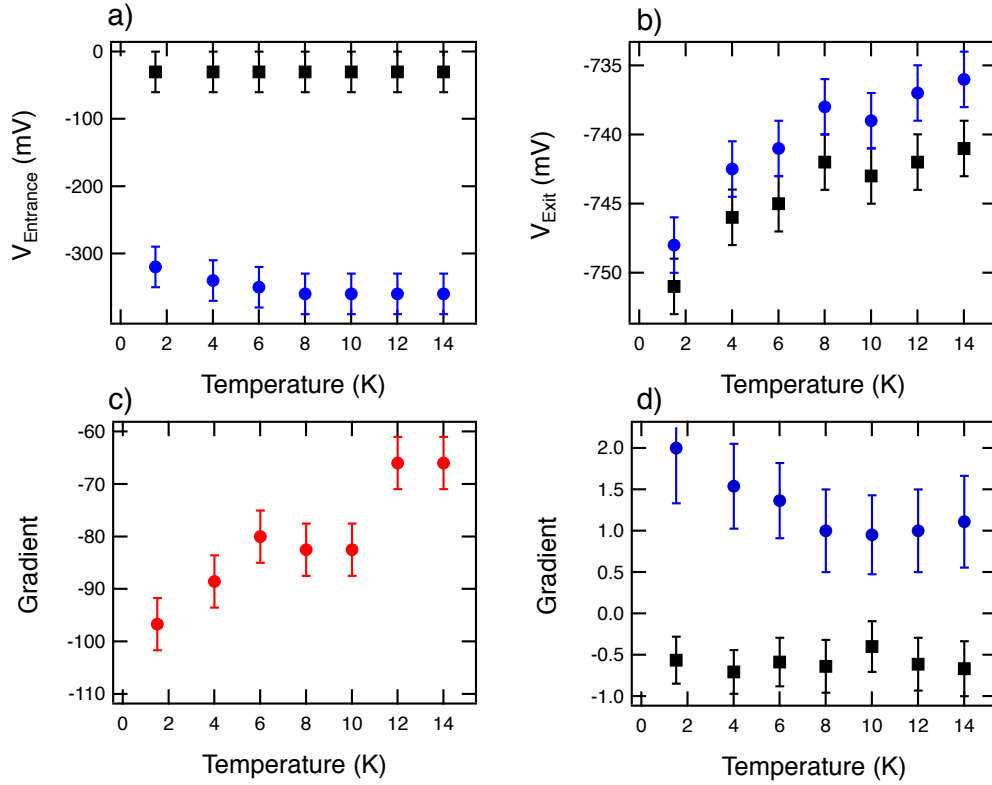 a)
0
-100
-200
-300
V Entrance (mV)
0 2 4 6 8 10 12 14
Temperature (K)
b)
-735
-740
-745
-750
V Exit (mV)
0 2 4 6 8 10 12 14
Temperature (K)
c)
-60
-70
-80
-90
-100
-110
Gradient
0 2 4 6 8 10 12 14
Temperature (K)
d)
2.0
1.5
1.0
0.5
0.0
-0.5
-1.0
Gradient
0 2 4 6 8 10 12 14
Temperature (K)